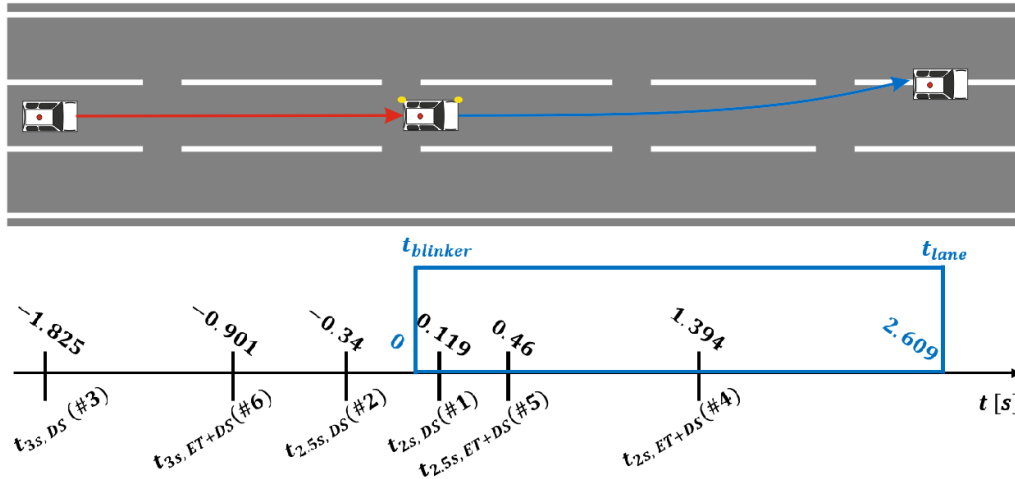 t_blinker t_lane
−1.825 −0.901 −0.34 0 0.119 0.46 1.394 2.609
t_3s,DS(#3) t_3s,ET+DS(#6) t_2.5s,DS(#2) t_2s,DS(#1) t_2.5s,ET+DS(#5) t_2s,ET+DS(#4) t [s]